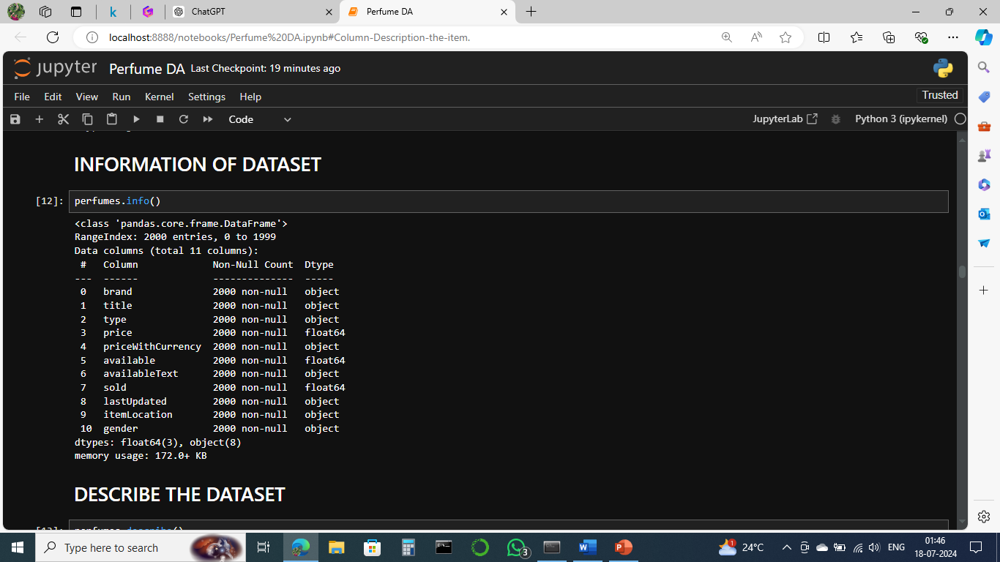 ChatGPT
Perfume DA
localhost:8888/notebooks/Perfume%20DA.ipynb#Column-Description-the-item.
jupyter Perfume DA Last Checkpoint: 19 minutes ago
File Edit View Run Kernel Settings Help
Trusted
Code
JupyterLab
Python 3 (ipykernel)
INFORMATION OF DATASET
[12]: perfumes.info()
<class 'pandas.core.frame.DataFrame'>
RangeIndex: 2000 entries, 0 to 1999
Data columns (total 11 columns):
 #   Column             Non-Null Count  Dtype
---  ------             --------------  -----
 0   brand              2000 non-null   object
 1   title              2000 non-null   object
 2   type               2000 non-null   object
 3   price              2000 non-null   float64
 4   priceWithCurrency  2000 non-null   object
 5   available          2000 non-null   float64
 6   availableText      2000 non-null   object
 7   sold               2000 non-null   float64
 8   lastUpdated        2000 non-null   object
 9   itemLocation       2000 non-null   object
 10  gender             2000 non-null   object
dtypes: float64(3), object(8)
memory usage: 172.0+ KB
DESCRIBE THE DATASET
[13]: perfumes.describe()
Type here to search
3
1
24°C
ENG
01:46
18-07-2024